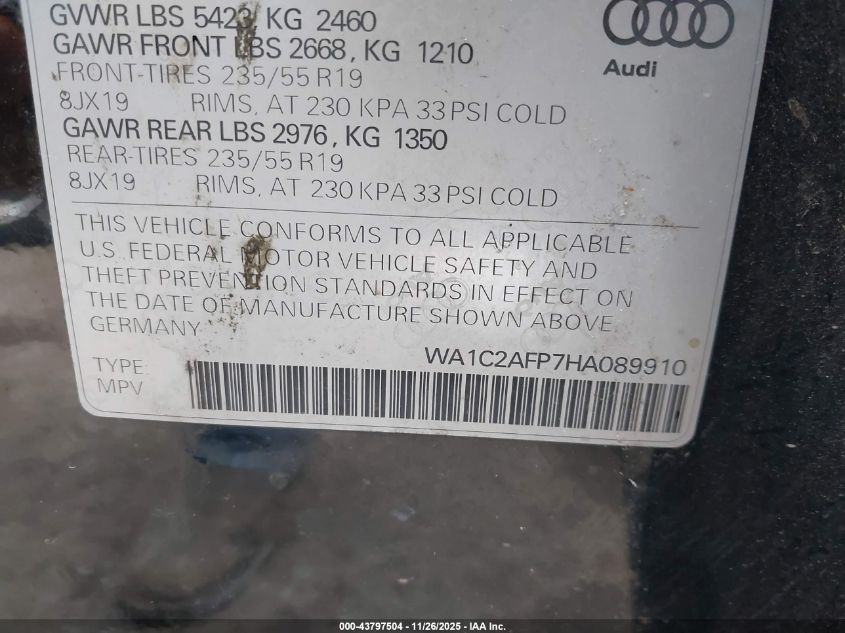 GVWR LBS 5423, KG 2460
GAWR FRONT LBS 2668, KG 1210
FRONT-TIRES 235/55 R19
8JX19 RIMS, AT 230 KPA 33 PSI COLD
GAWR REAR LBS 2976, KG 1350
REAR-TIRES 235/55 R19
8JX19 RIMS, AT 230 KPA 33 PSI COLD
Audi
THIS VEHICLE CONFORMS TO ALL APPLICABLE
U.S. FEDERAL MOTOR VEHICLE SAFETY AND
THEFT PREVENTION STANDARDS IN EFFECT ON
THE DATE OF MANUFACTURE SHOWN ABOVE.
GERMANY
WA1C2AFP7HA089910
TYPE:
MPV
000-43797504 - 11/26/2025 - IAA Inc.